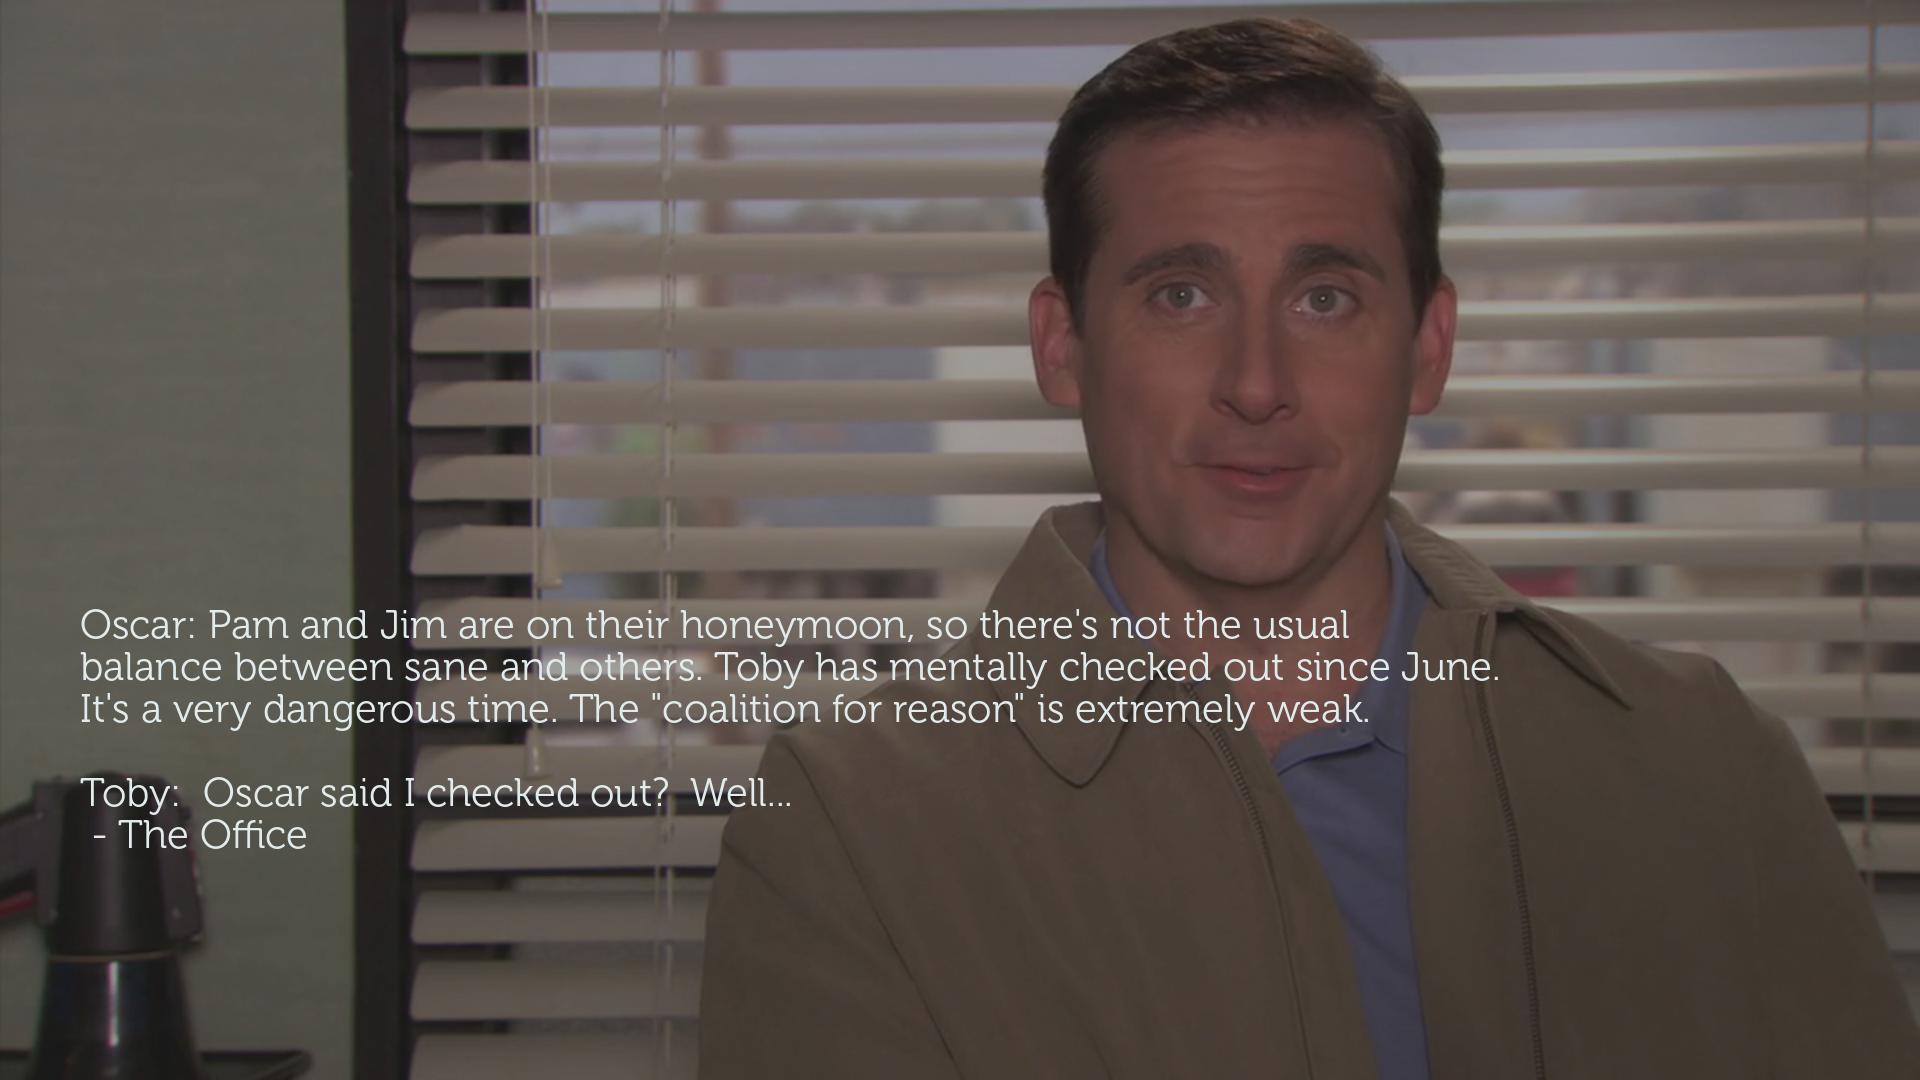 Oscar: Pam and Jim are on their honeymoon, so there's not the usual
balance between sane and others. Toby has mentally checked out since June.
It's a very dangerous time. The "coalition for reason" is extremely weak.
Toby:  Oscar said I checked out?  Well...
- The Office